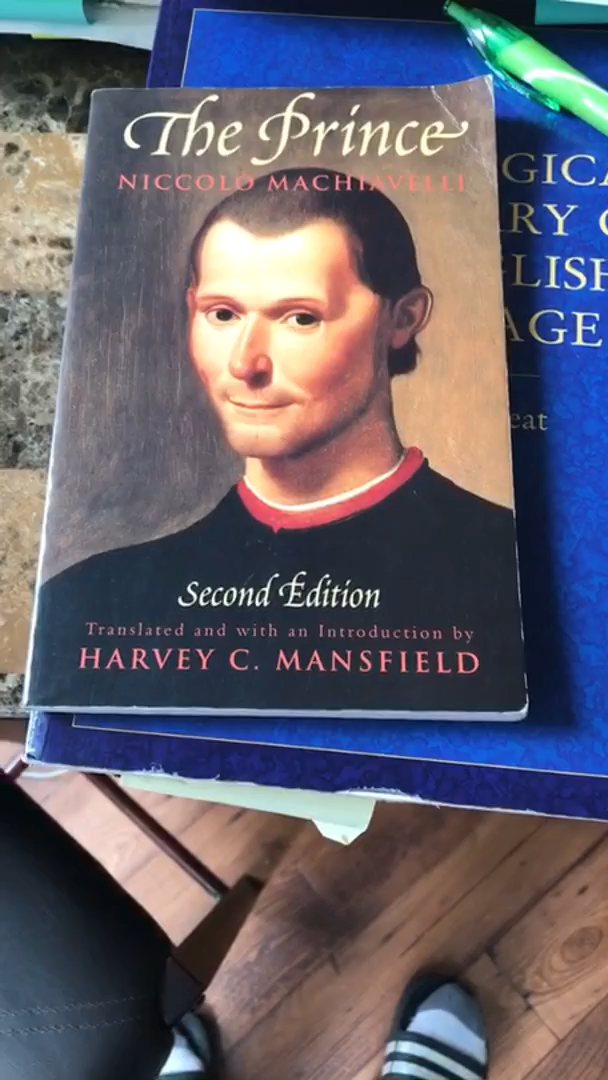 The Prince
NICCOLÒ MACHIAVELLI
Second Edition
Translated and with an Introduction by
HARVEY C. MANSFIELD
GICA
RY
LISH
AGE
eat